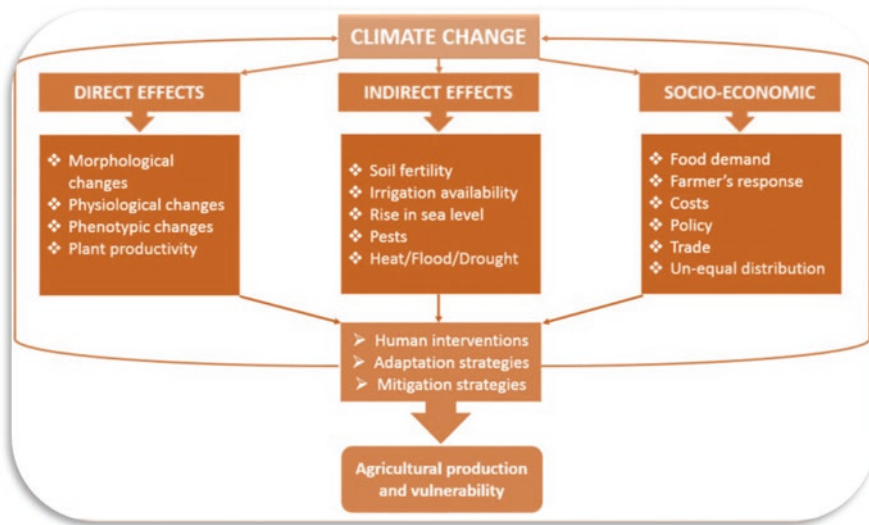 CLIMATE CHANGE
DIRECT EFFECTS
❖ Morphological
changes
❖ Physiological changes
❖ Phenotypic changes
❖ Plant productivity
INDIRECT EFFECTS
❖ Soil fertility
❖ Irrigation availability
❖ Rise in sea level
❖ Pests
❖ Heat/Flood/Drought
SOCIO-ECONOMIC
❖ Food demand
❖ Farmer's response
❖ Costs
❖ Policy
❖ Trade
❖ Un-equal distribution
➢ Human interventions
➢ Adaptation strategies
➢ Mitigation strategies
Agricultural production
and vulnerability